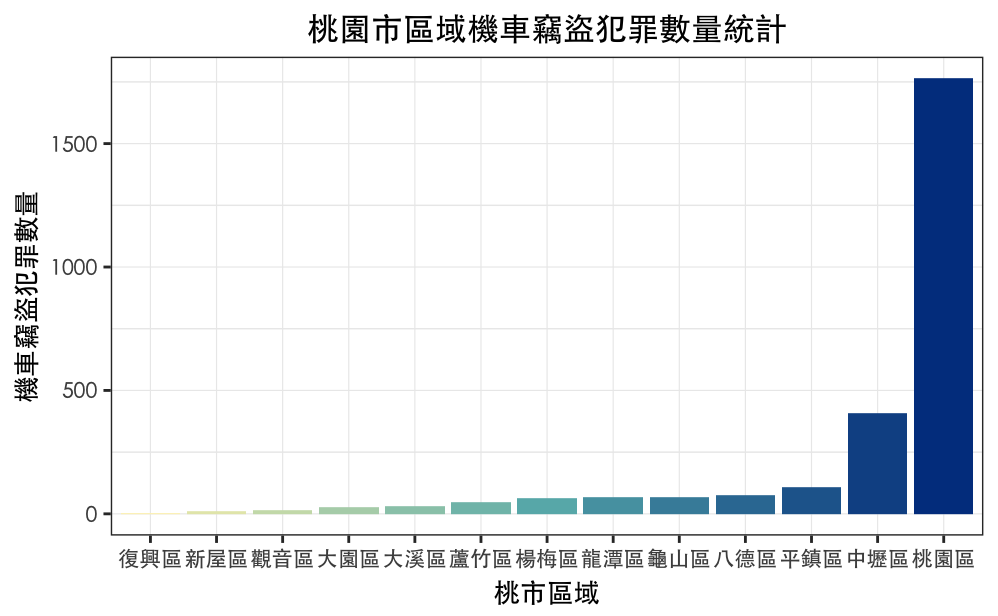 桃園市區域機車竊盜犯罪數量統計
機車竊盜犯罪數量
1500
1000
500
0
復興區 新屋區 觀音區 大園區 大溪區 蘆竹區 楊梅區 龍潭區 龜山區 八德區 平鎮區 中壢區 桃園區
桃市區域